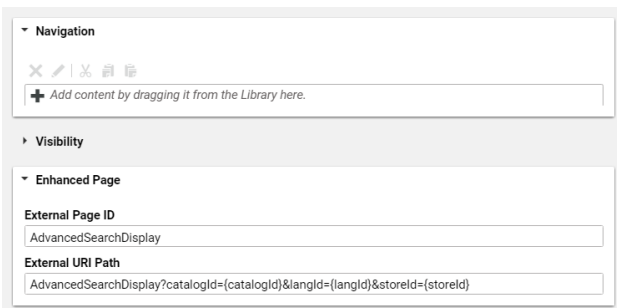 Navigation
Add content by dragging it from the Library here.
Visibility
Enhanced Page
External Page ID
AdvancedSearchDisplay
External URI Path
AdvancedSearchDisplay?catalogId={catalogId}&langId={langId}&storeId={storeId}